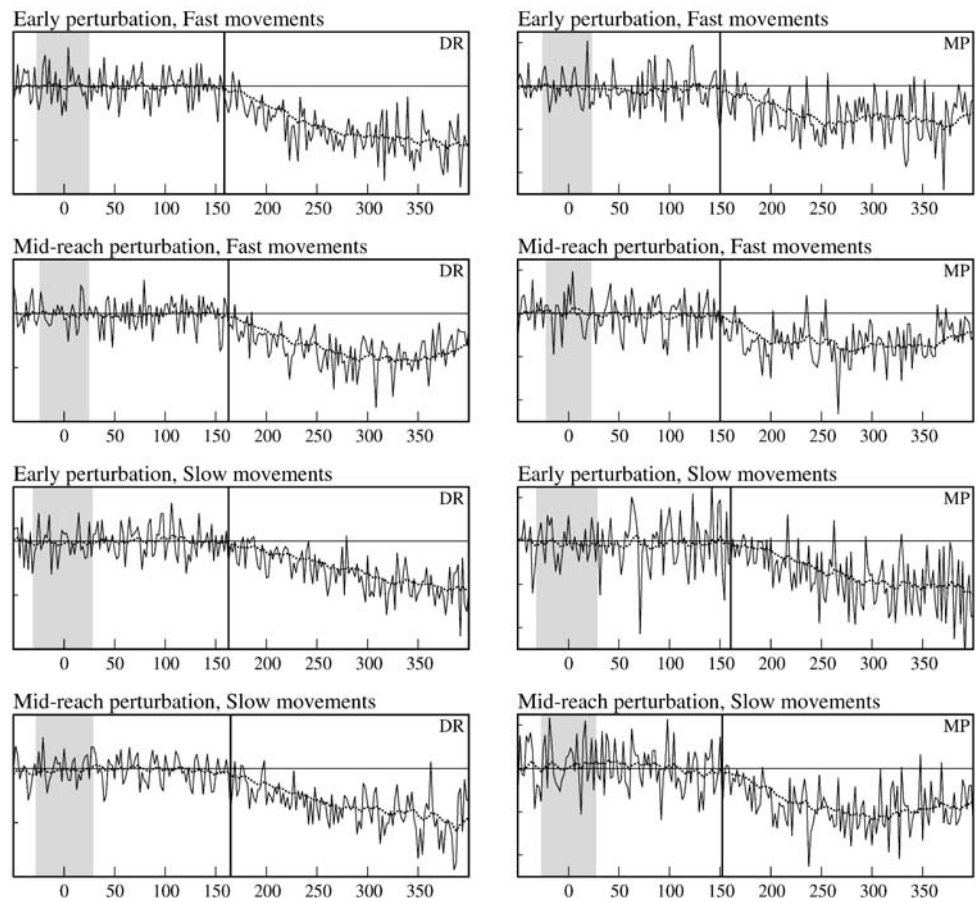 Early perturbation, Fast movements
DR
0 50 100 150 200 250 300 350
Early perturbation, Fast movements
MP
0 50 100 150 200 250 300 350
Mid-reach perturbation, Fast movements
DR
0 50 100 150 200 250 300 350
Mid-reach perturbation, Fast movements
MP
0 50 100 150 200 250 300 350
Early perturbation, Slow movements
DR
0 50 100 150 200 250 300 350
Early perturbation, Slow movements
MP
0 50 100 150 200 250 300 350
Mid-reach perturbation, Slow movements
DR
0 50 100 150 200 250 300 350
Mid-reach perturbation, Slow movements
MP
0 50 100 150 200 250 300 350